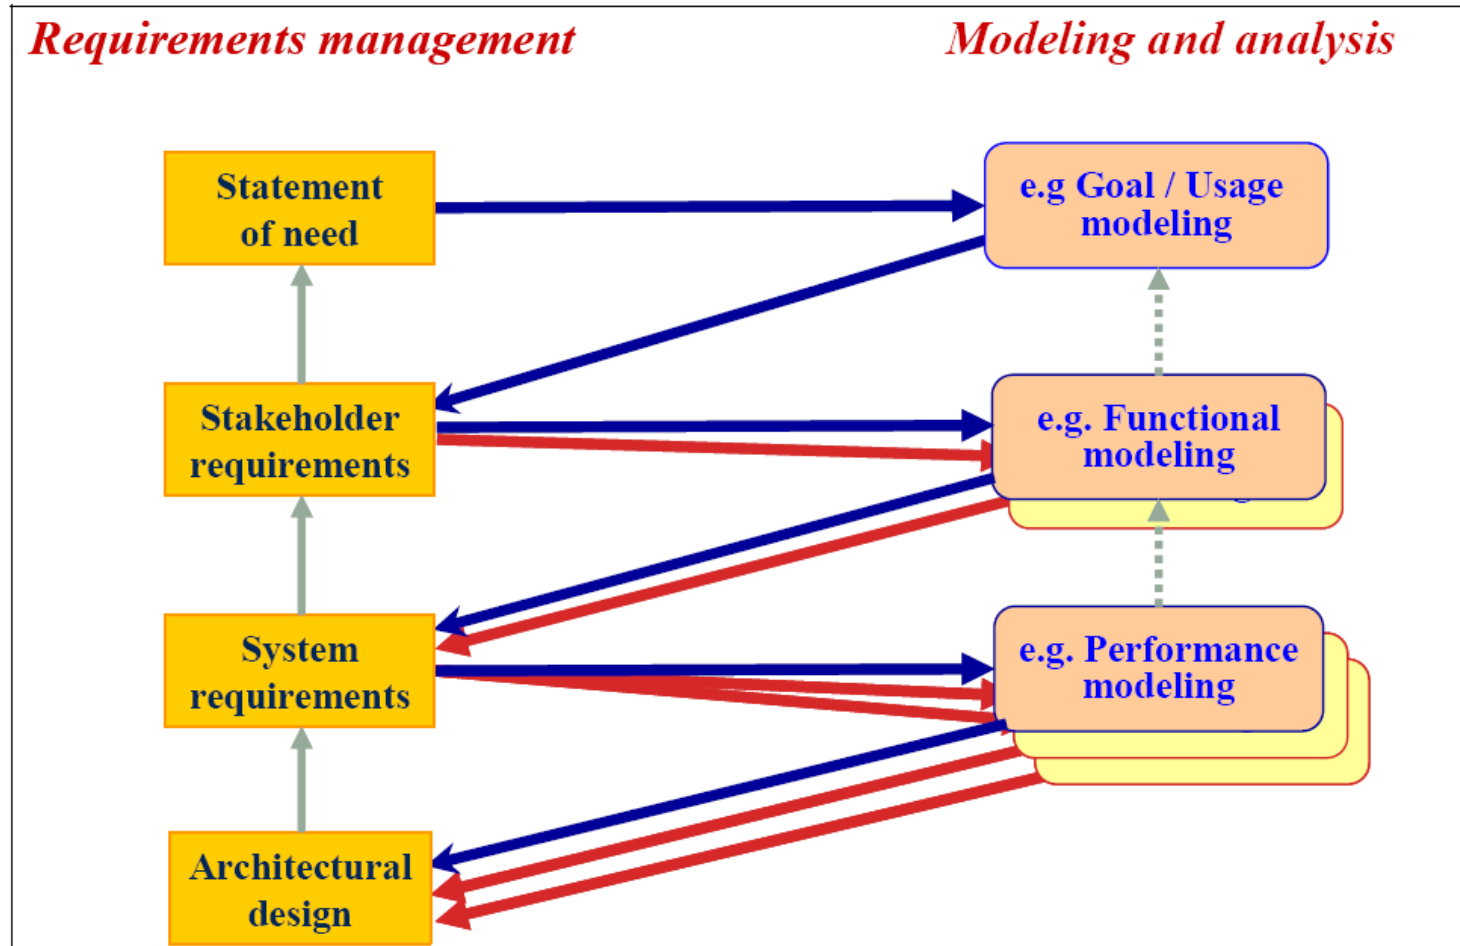 Requirements management
Modeling and analysis
Statement
of need
e.g Goal / Usage
modeling
Stakeholder
requirements
e.g. Functional
modeling
System
requirements
e.g. Performance
modeling
Architectural
design